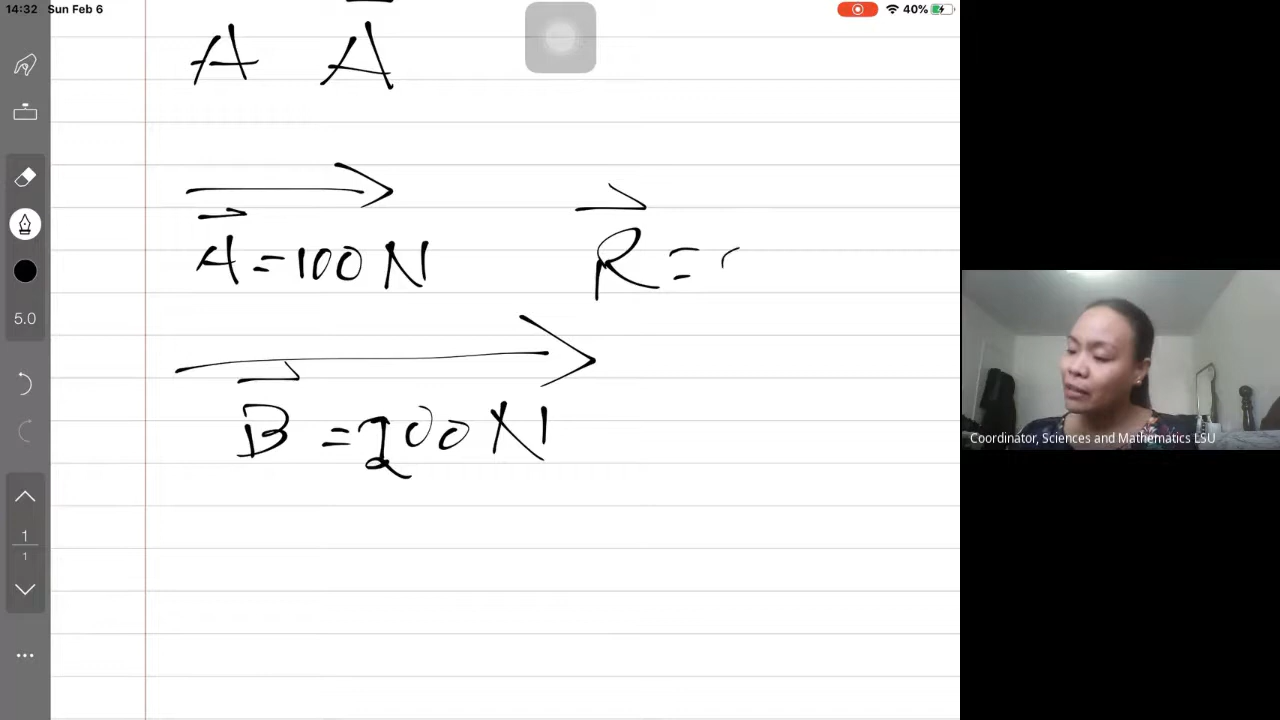 14:32 Sun Feb 6
40%
A A
A = 100 N
R =
B = 200 N
5.0
1
1
Coordinator, Sciences and Mathematics LSU